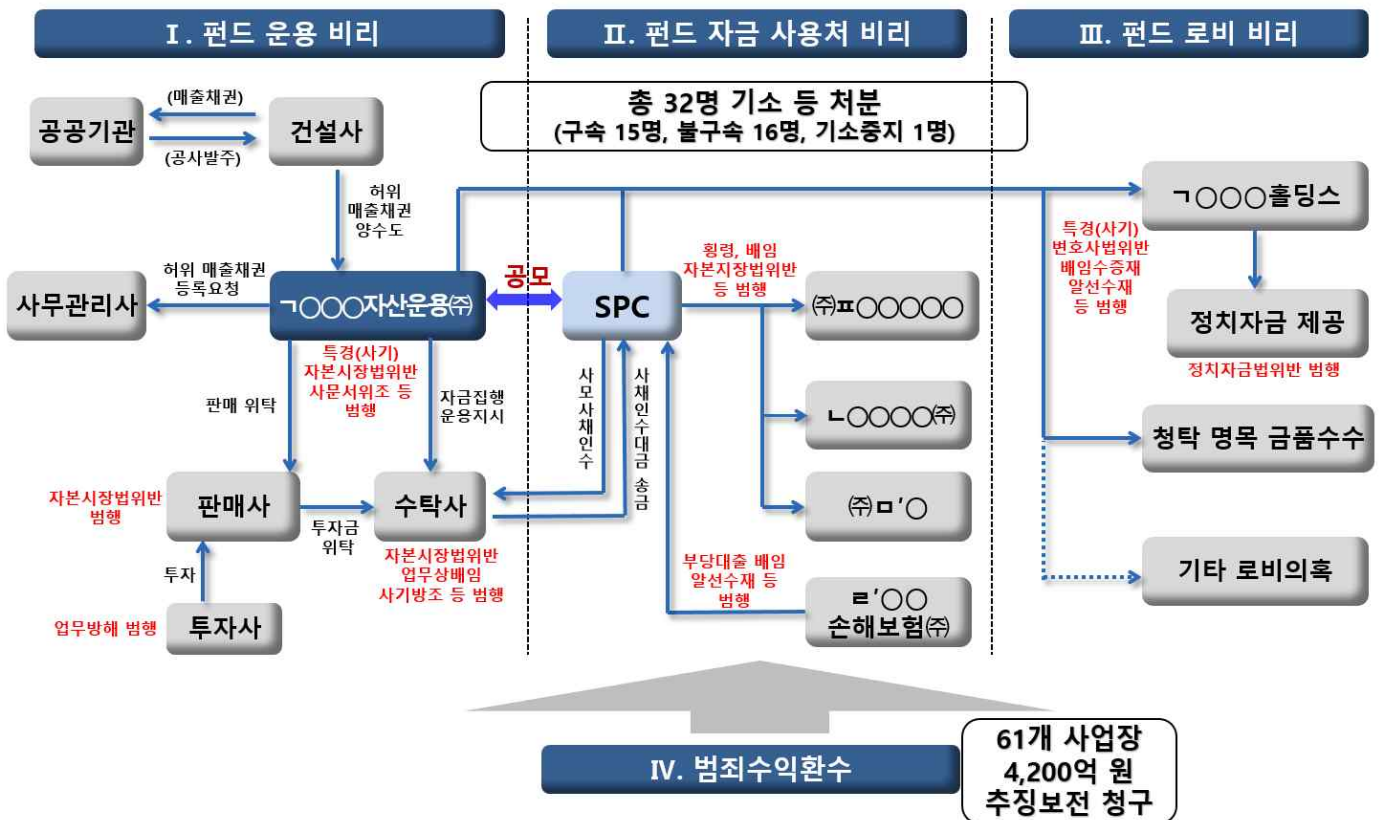 Ⅰ. 펀드 운용 비리
Ⅱ. 펀드 자금 사용처 비리
Ⅲ. 펀드 로비 비리
총 32명 기소 등 처분
(구속 15명, 불구속 16명, 기소중지 1명)
공공기관
(매출채권)
(공사발주)
건설사
허위
매출채권
양수도
사무관리사
허위 매출채권
등록요청
ㄱ○○○자산운용㈜
공모
특경(사기)
자본시장법위반
사문서위조 등
범행
판매 위탁
자금집행
운용지시
자본시장법위반
범행
판매사
투자금
위탁
수탁사
자본시장법위반
업무상배임
사기방조 등 범행
투자
업무방해 범행
투자사
SPC
사모사채인수
사채인수대금 송금
횡령, 배임
자본지장법위반
등 범행
㈜ㅍ○○○○○
ㄴ○○○○㈜
㈜ㅁ'○
부당대출 배임
알선수재 등
범행
ㄹ'○○
손해보험㈜
ㄱ○○○홀딩스
특경(사기)
변호사법위반
배임수증재
알선수재
등 범행
정치자금 제공
정치자금법위반 범행
청탁 명목 금품수수
기타 로비의혹
Ⅳ. 범죄수익환수
61개 사업장
4,200억 원
추징보전 청구